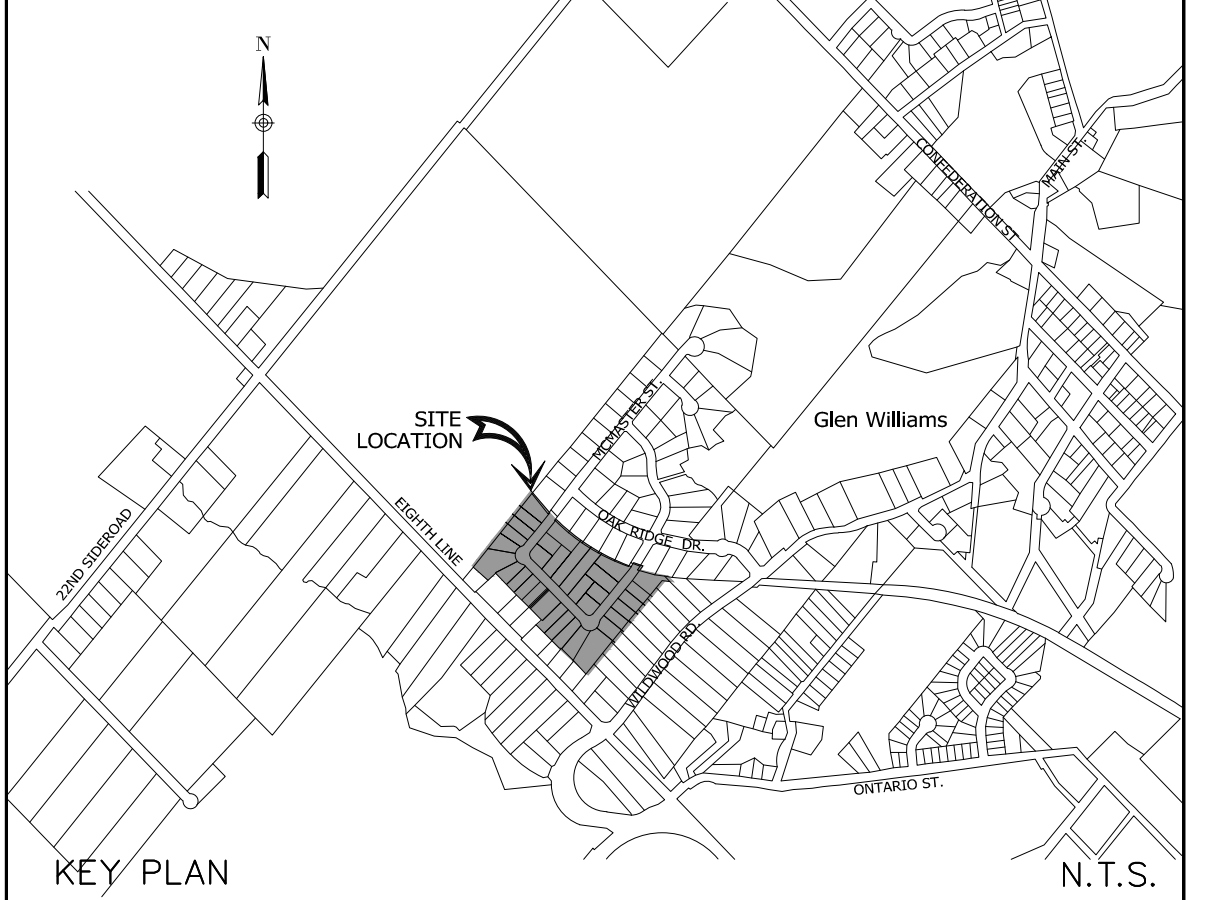 N
CONFEDERATION ST
MAIN ST.
MCMASTER ST.
SITE
LOCATION
Glen Williams
EIGHTH LINE
OAK RIDGE DR.
22ND SIDEROAD
WILDWOOD RD.
ONTARIO ST.
KEY PLAN
N.T.S.